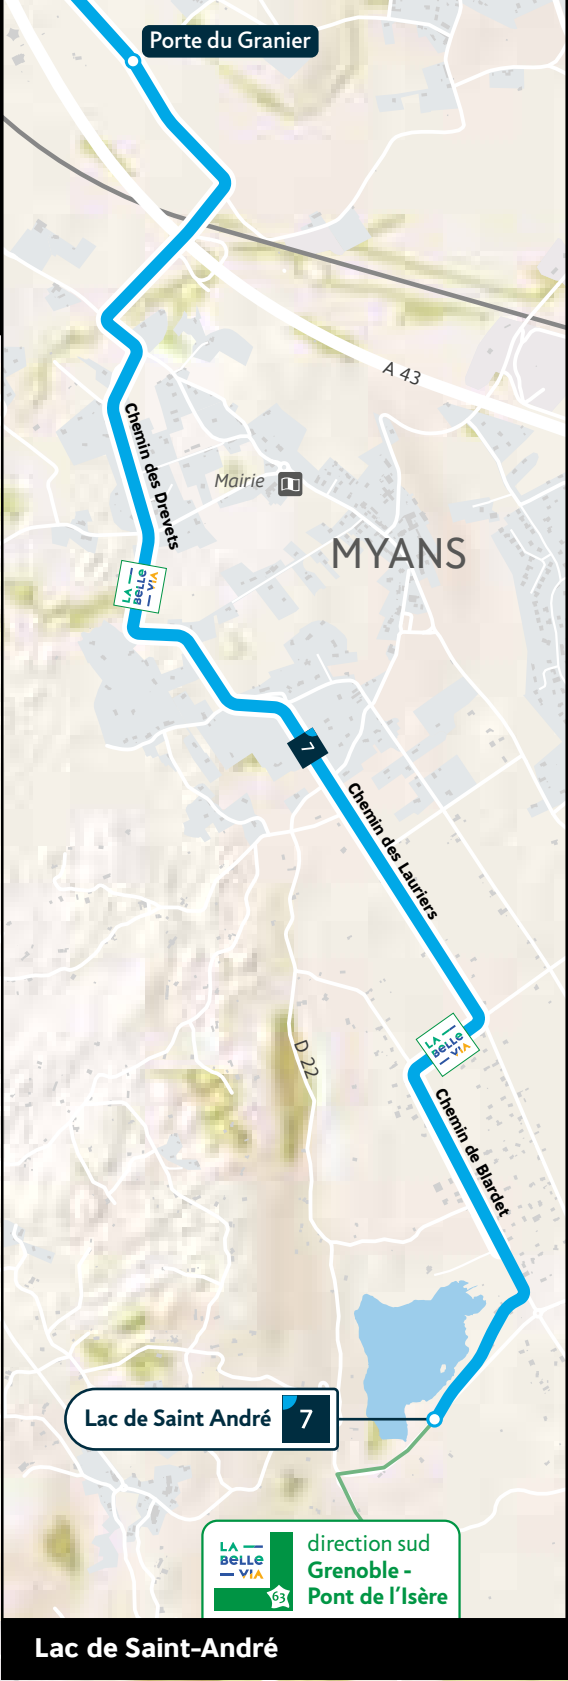 Porte du Granier
A 43
Chemin des Drevets
Mairie
MYANS
LA
BELLE
VIA
7
Chemin des Lauriers
LA
BELLE
VIA
D 22
Chemin de Blardet
Lac de Saint André 7
LA
BELLE
VIA
63
direction sud
Grenoble -
Pont de l'Isère
Lac de Saint-André